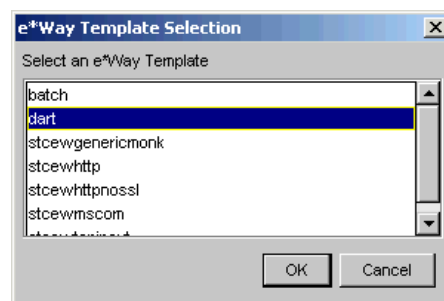 e*Way Template Selection
Select an e*Way Template
batch
dart
stcewgenericmonk
stcewhttp
stcewhttpnossl
stcewmscom
OK
Cancel